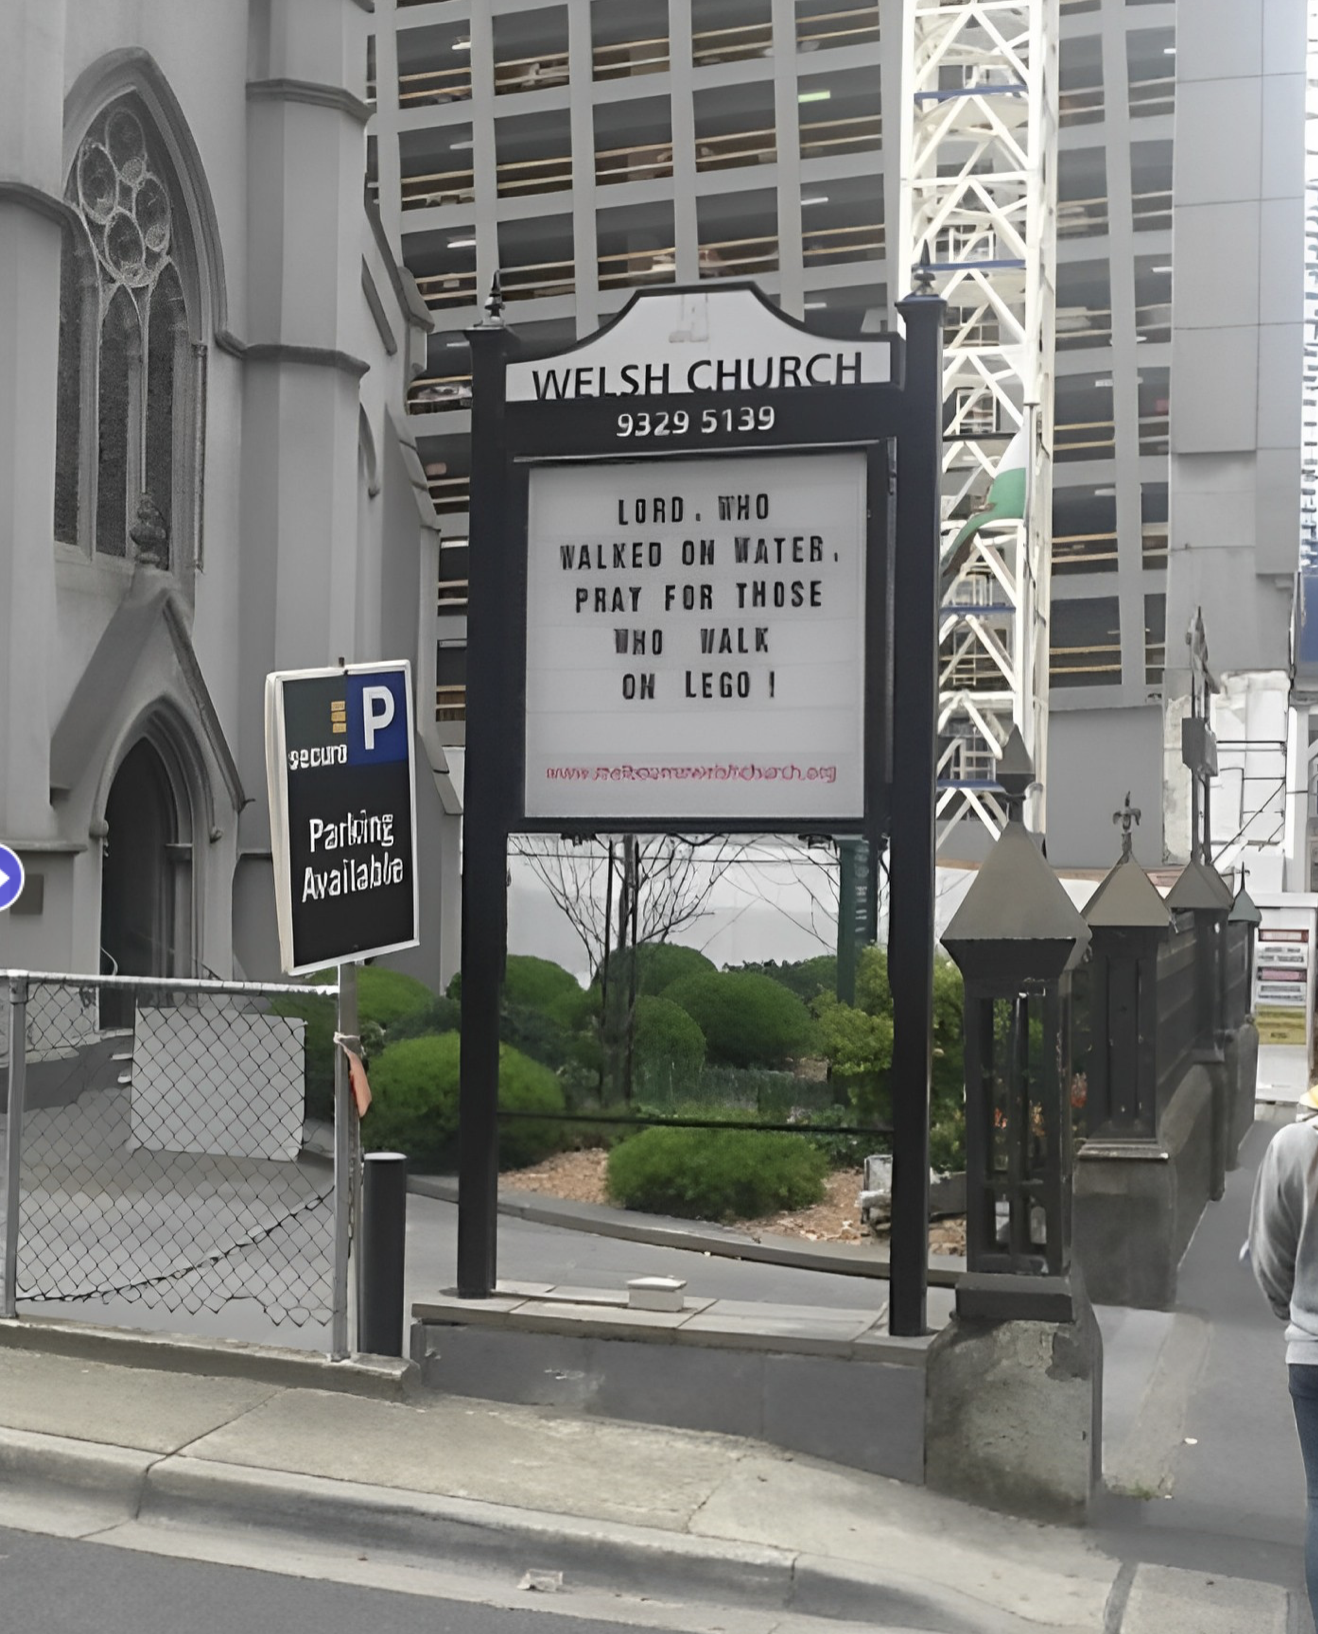 WELSH CHURCH
9329 5139
LORD. WHO
WALKED ON WATER.
PRAY FOR THOSE
WHO WALK
ON LEGO !
P
secure
Parking
Available